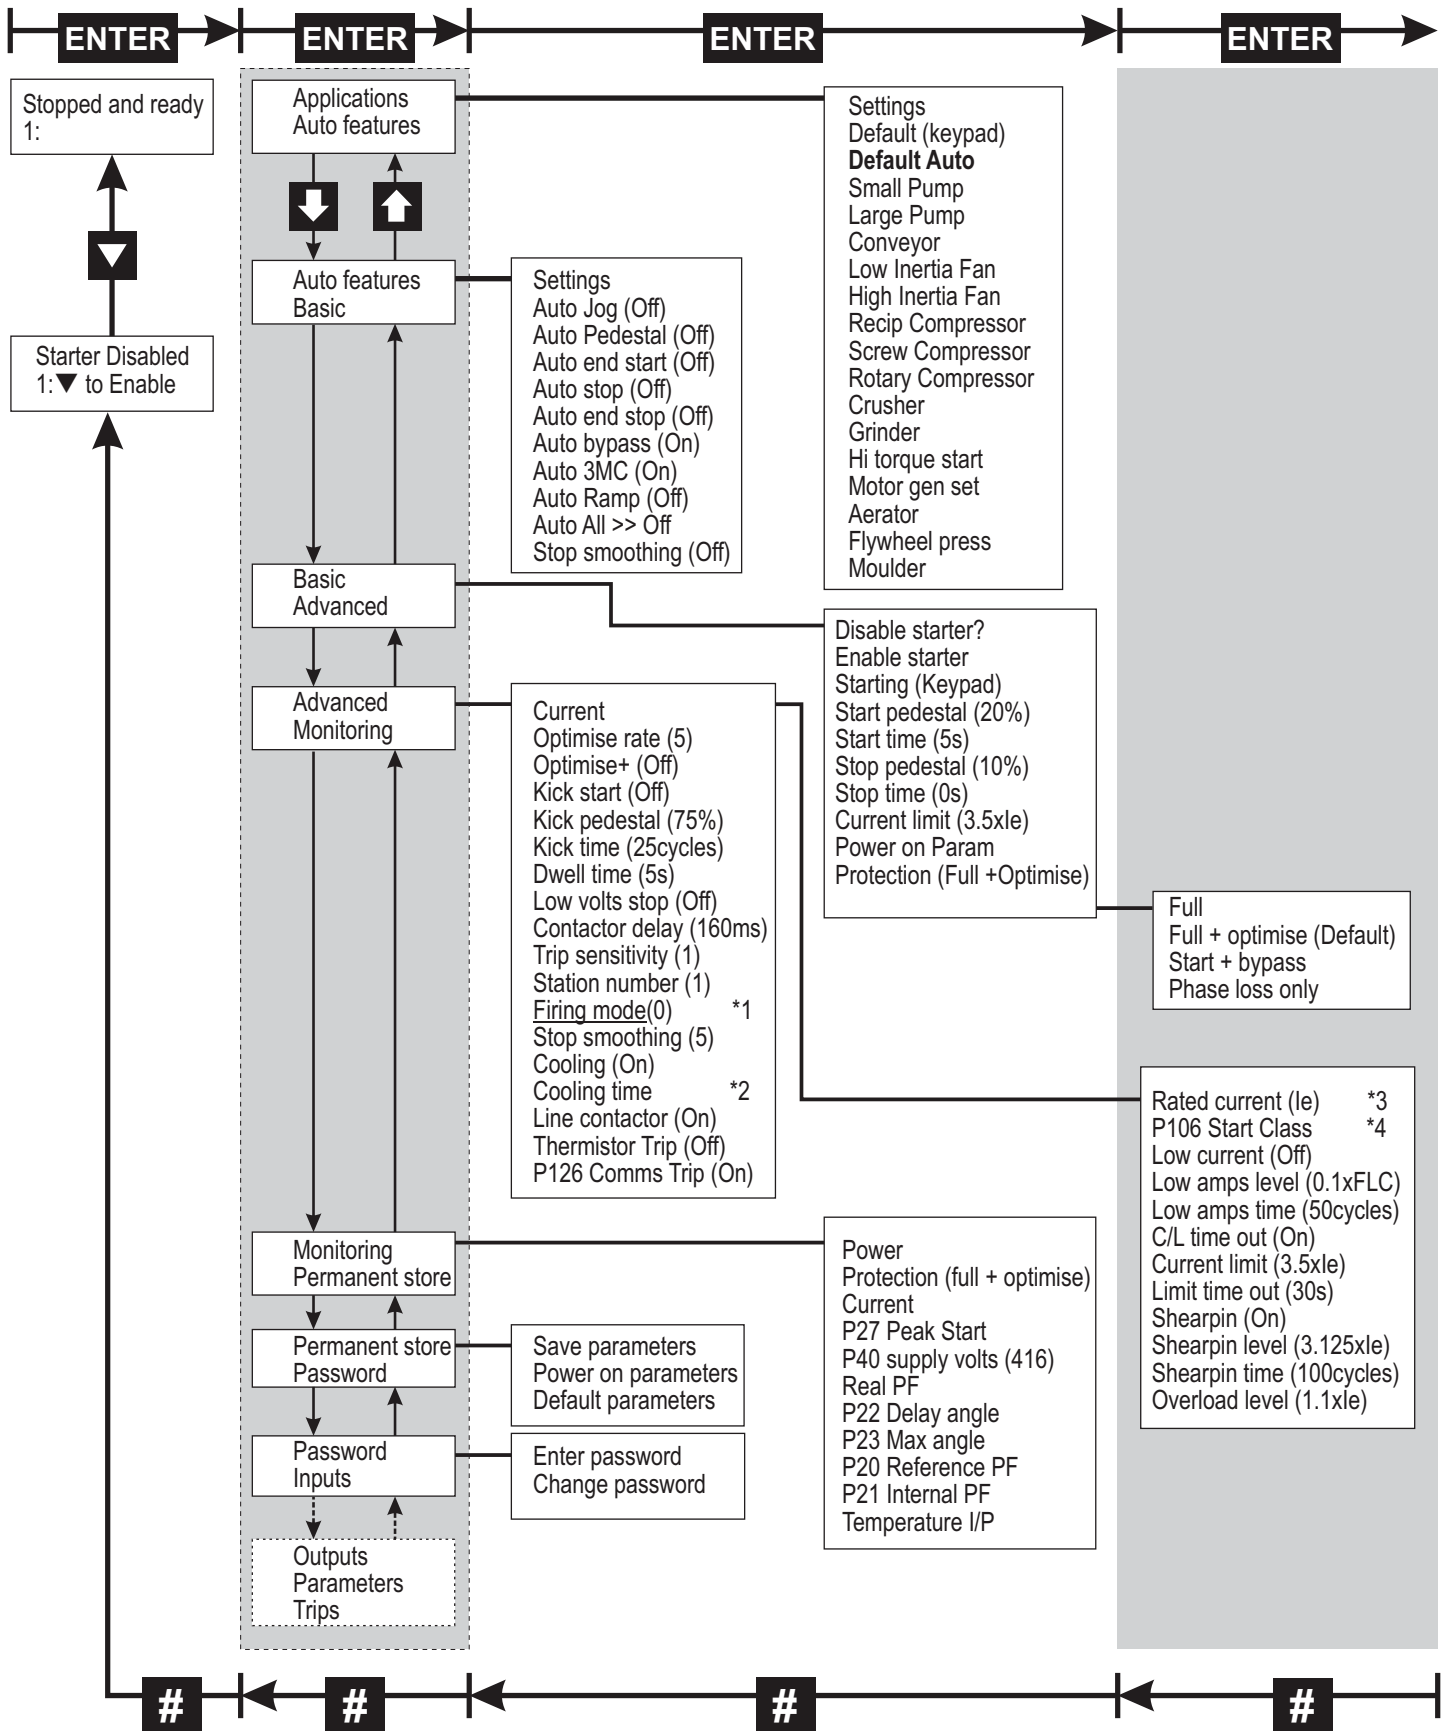 ENTER
ENTER
ENTER
ENTER
Stopped and ready
1:
Starter Disabled
1:▼ to Enable
Applications
Auto features
Auto features
Basic
Basic
Advanced
Advanced
Monitoring
Monitoring
Permanent store
Permanent store
Password
Password
Inputs
Outputs
Parameters
Trips
Settings
Auto Jog (Off)
Auto Pedestal (Off)
Auto end start (Off)
Auto stop (Off)
Auto end stop (Off)
Auto bypass (On)
Auto 3MC (On)
Auto Ramp (Off)
Auto All >> Off
Stop smoothing (Off)
Current
Optimise rate (5)
Optimise+ (Off)
Kick start (Off)
Kick pedestal (75%)
Kick time (25cycles)
Dwell time (5s)
Low volts stop (Off)
Contactor delay (160ms)
Trip sensitivity (1)
Station number (1)
Firing mode(0) *1
Stop smoothing (5)
Cooling (On)
Cooling time *2
Line contactor (On)
Thermistor Trip (Off)
P126 Comms Trip (On)
Save parameters
Power on parameters
Default parameters
Enter password
Change password
Settings
Default (keypad)
Default Auto
Small Pump
Large Pump
Conveyor
Low Inertia Fan
High Inertia Fan
Recip Compressor
Screw Compressor
Rotary Compressor
Crusher
Grinder
Hi torque start
Motor gen set
Aerator
Flywheel press
Moulder
Disable starter?
Enable starter
Starting (Keypad)
Start pedestal (20%)
Start time (5s)
Stop pedestal (10%)
Stop time (0s)
Current limit (3.5xIe)
Power on Param
Protection (Full +Optimise)
Power
Protection (full + optimise)
Current
P27 Peak Start
P40 supply volts (416)
Real PF
P22 Delay angle
P23 Max angle
P20 Reference PF
P21 Internal PF
Temperature I/P
Full
Full + optimise (Default)
Start + bypass
Phase loss only
Rated current (Ie) *3
P106 Start Class *4
Low current (Off)
Low amps level (0.1xFLC)
Low amps time (50cycles)
C/L time out (On)
Current limit (3.5xIe)
Limit time out (30s)
Shearpin (On)
Shearpin level (3.125xIe)
Shearpin time (100cycles)
Overload level (1.1xIe)
#
#
#
#